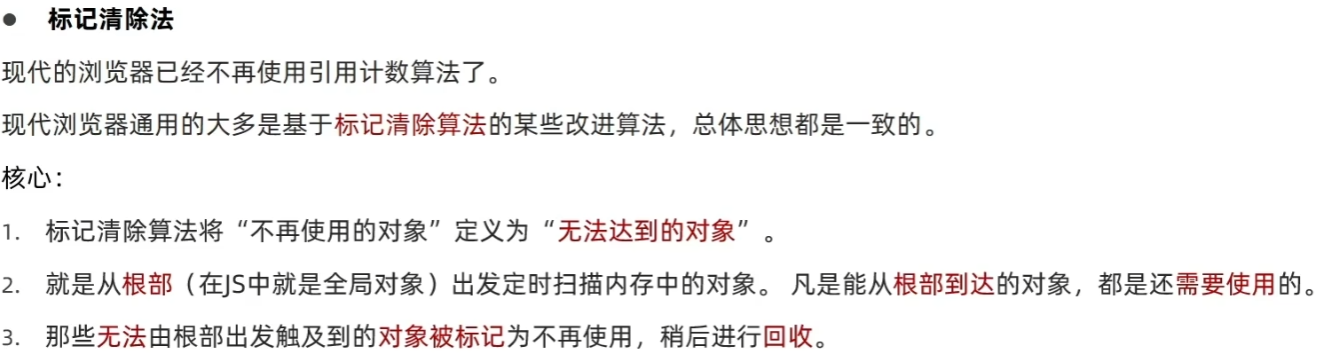 ● 标记清除法
现代的浏览器已经不再使用引用计数算法了。
现代浏览器通用的大多是基于标记清除算法的某些改进算法，总体思想都是一致的。
核心：
1. 标记清除算法将“不再使用的对象”定义为“无法达到的对象”。
2. 就是从根部（在JS中就是全局对象）出发定时扫描内存中的对象。 凡是能从根部到达的对象，都是还需要使用的。
3. 那些无法由根部出发触及到的对象被标记为不再使用，稍后进行回收。